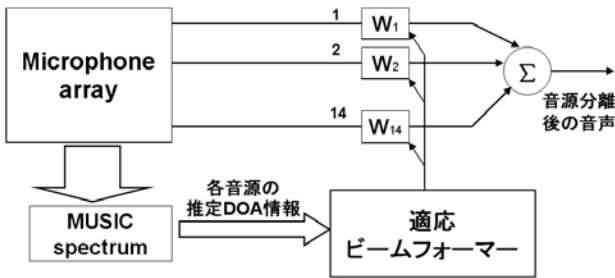 Microphone
array
1
W1
2
W2
14
W14
Σ
音源分離
後の音声
MUSIC
spectrum
各音源の
推定DOA情報
適応
ビームフォーマー